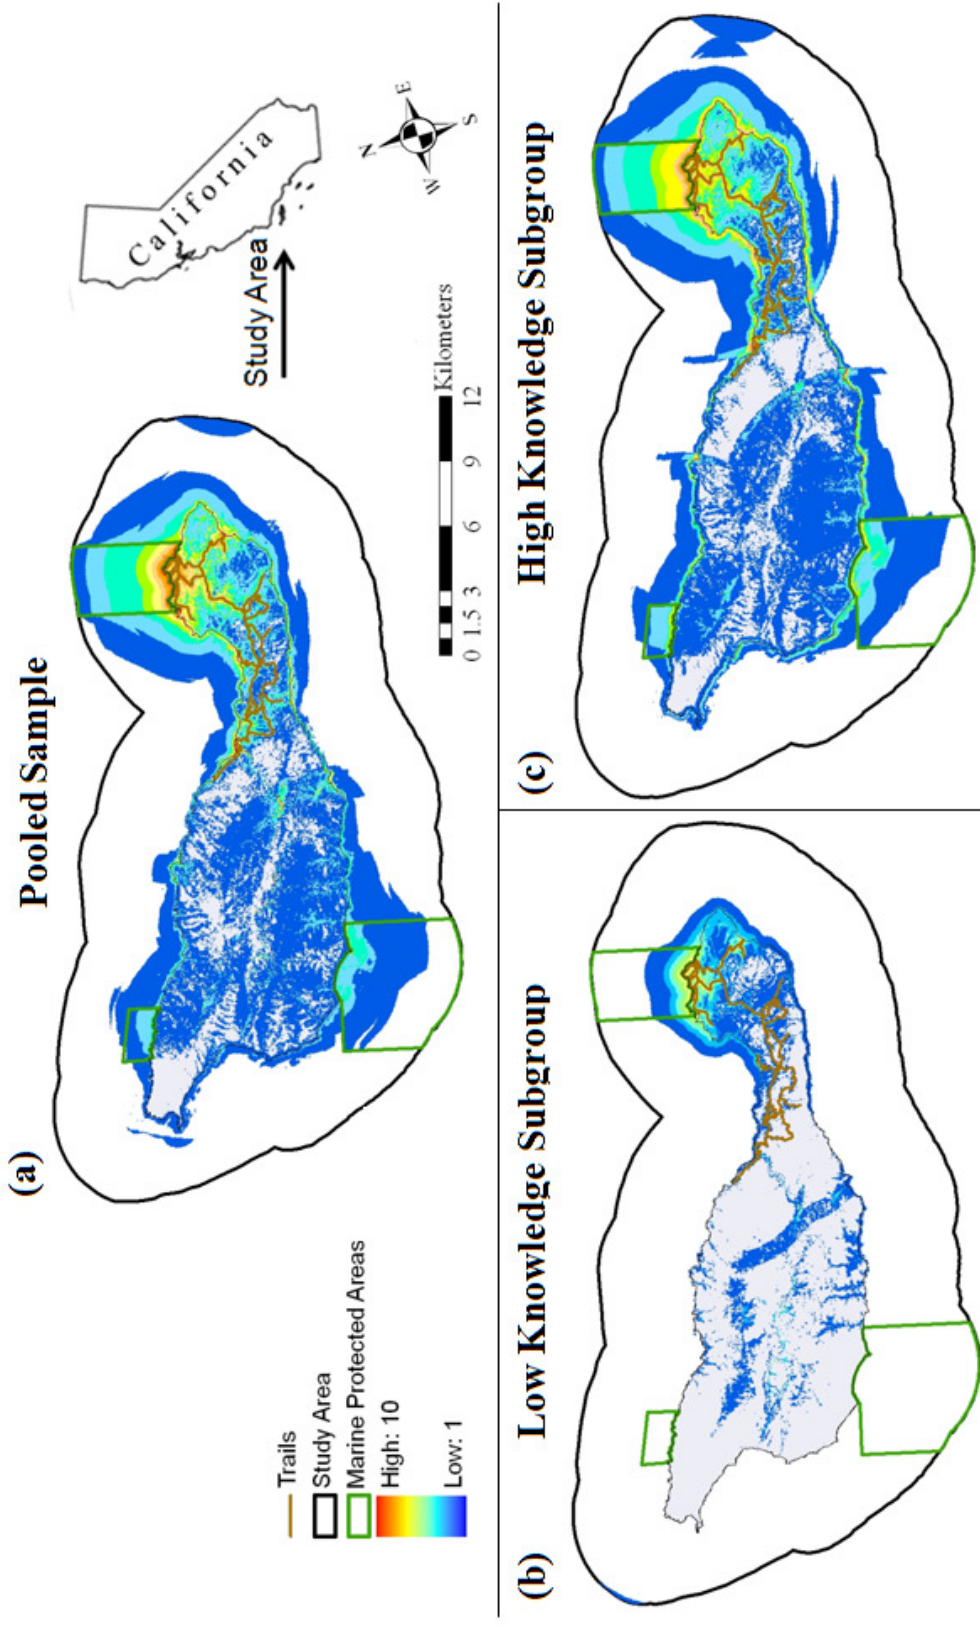 Pooled Sample
(a)
California
Study Area
N
E
S
W
Kilometers
0 1.5 3 6 9 12
Trails
Study Area
Marine Protected Areas
High: 10
Low: 1
(b)
Low Knowledge Subgroup
(c)
High Knowledge Subgroup